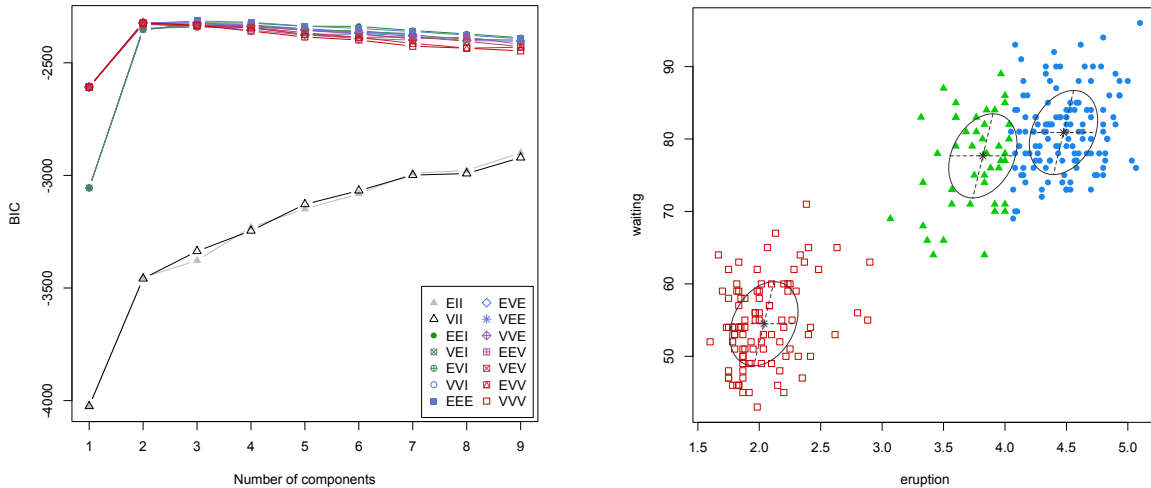 BIC
-2500
-3000
-3500
-4000
EII
VII
EEI
VEI
EVI
VVI
EEE
EVE
VEE
VVE
EEV
VEV
EVV
VVV
1 2 3 4 5 6 7 8 9
Number of components
waiting
90
80
70
60
50
1.5 2.0 2.5 3.0 3.5 4.0 4.5 5.0
eruption